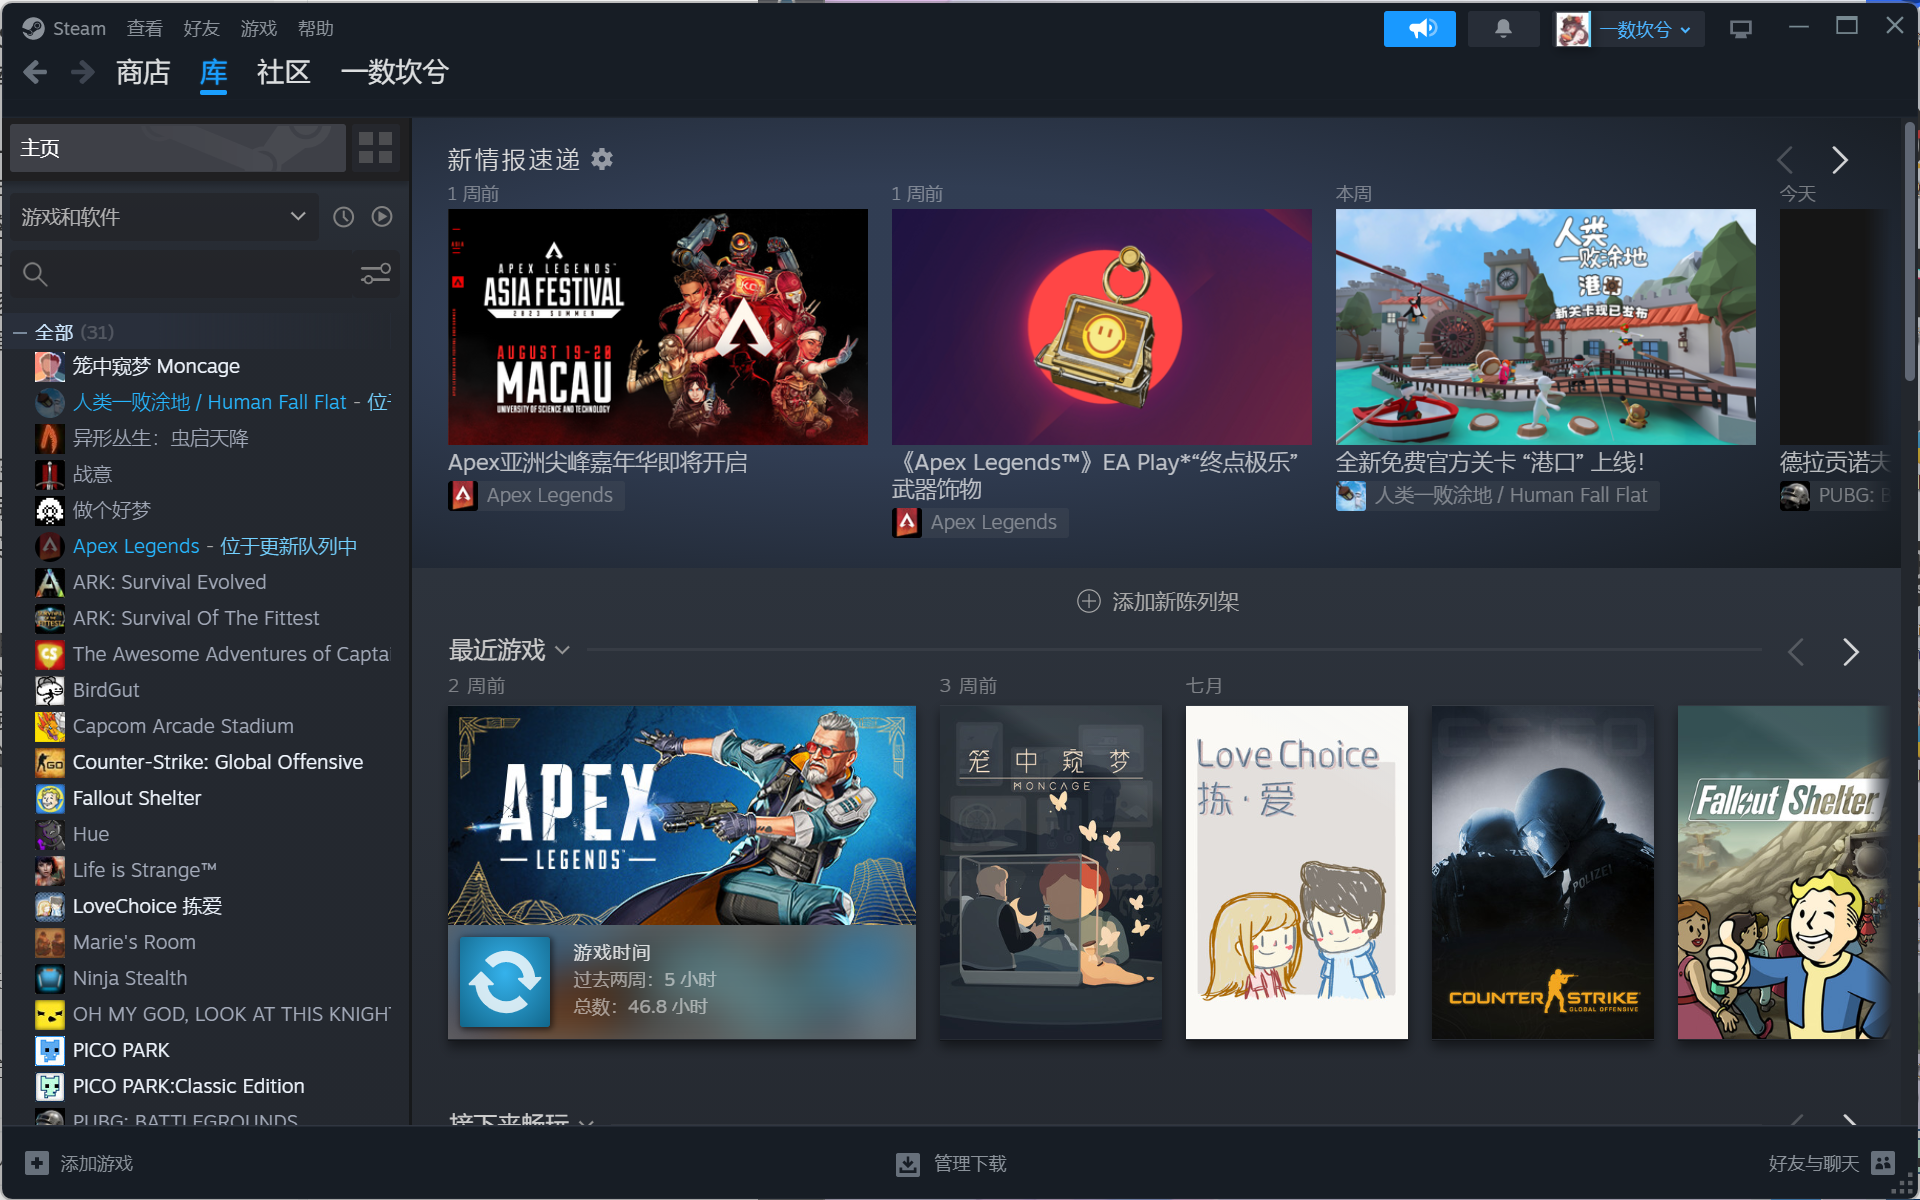 Steam 查看 好友 游戏 帮助
一数坎兮
商店 库 社区 一数坎兮
主页
游戏和软件
全部 (31)
笼中窥梦 Moncage
人类一败涂地 / Human Fall Flat - 位于
异形丛生：虫启天降
战意
做个好梦
Apex Legends - 位于更新队列中
ARK: Survival Evolved
ARK: Survival Of The Fittest
The Awesome Adventures of Captai
BirdGut
Capcom Arcade Stadium
Counter-Strike: Global Offensive
Fallout Shelter
Hue
Life is Strange™
LoveChoice 拣爱
Marie's Room
Ninja Stealth
OH MY GOD, LOOK AT THIS KNIGHT
PICO PARK
PICO PARK:Classic Edition
PUBG: BATTLEGROUNDS
新情报速递
1 周前
APEX LEGENDS™
ASIA FESTIVAL
2023 SUMMER
AUGUST 19-20
MACAU
UNIVERSITY OF SCIENCE AND TECHNOLOGY
Apex亚洲尖峰嘉年华即将开启
Apex Legends
1 周前
《Apex Legends™》EA Play*“终点极乐”
武器饰物
Apex Legends
本周
人类
一败涂地
港口
新关卡现已发布
全新免费官方关卡 “港口” 上线！
人类一败涂地 / Human Fall Flat
今天
德拉贡诺夫
PUBG: B
添加新陈列架
最近游戏
2 周前
APEX
LEGENDS™
游戏时间
过去两周：5 小时
总数：46.8 小时
3 周前
笼中窥梦
MONCAGE
七月
Love Choice
拣·爱
CS:GO
POLIZEI
POLIZEI
COUNTER STRIKE
GLOBAL OFFENSIVE
Fallout Shelter
接下来畅玩
添加游戏
管理下载
好友与聊天